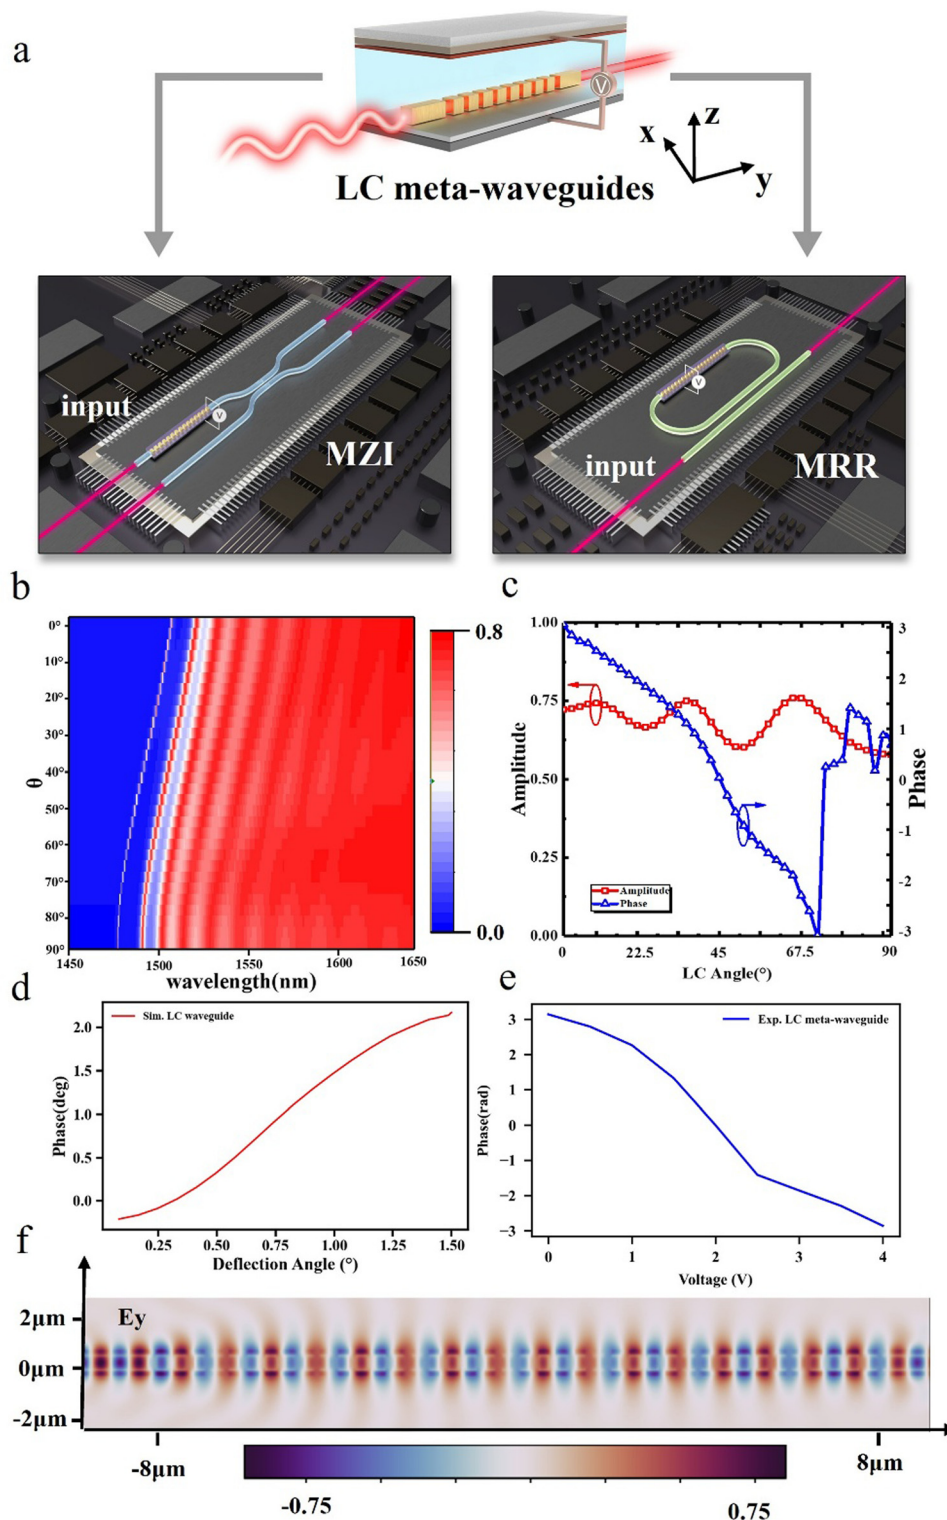 a
V
LC meta-waveguides
x
z
y
input
V
MZI
V
input
MRR
b
θ
0°
10°
20°
30°
40°
50°
60°
70°
80°
90°
1450
1500
1550
1600
1650
wavelength(nm)
0.8
0.0
c
Amplitude
1.00
0.75
0.50
0.25
0.00
Amplitude
Phase
0
22.5
45
67.5
90
LC Angle(°)
3
2
1
0
-1
-2
-3
Phase
d
Sim. LC waveguide
Phase(deg)
2.0
1.5
1.0
0.5
0.0
0.25
0.50
0.75
1.00
1.25
1.50
Deflection Angle (°)
e
Exp. LC meta-waveguide
Phase(rad)
3
2
1
0
−1
−2
−3
0
1
2
3
4
Voltage (V)
f
Ey
2μm
0μm
-2μm
-8μm
8μm
-0.75
0.75